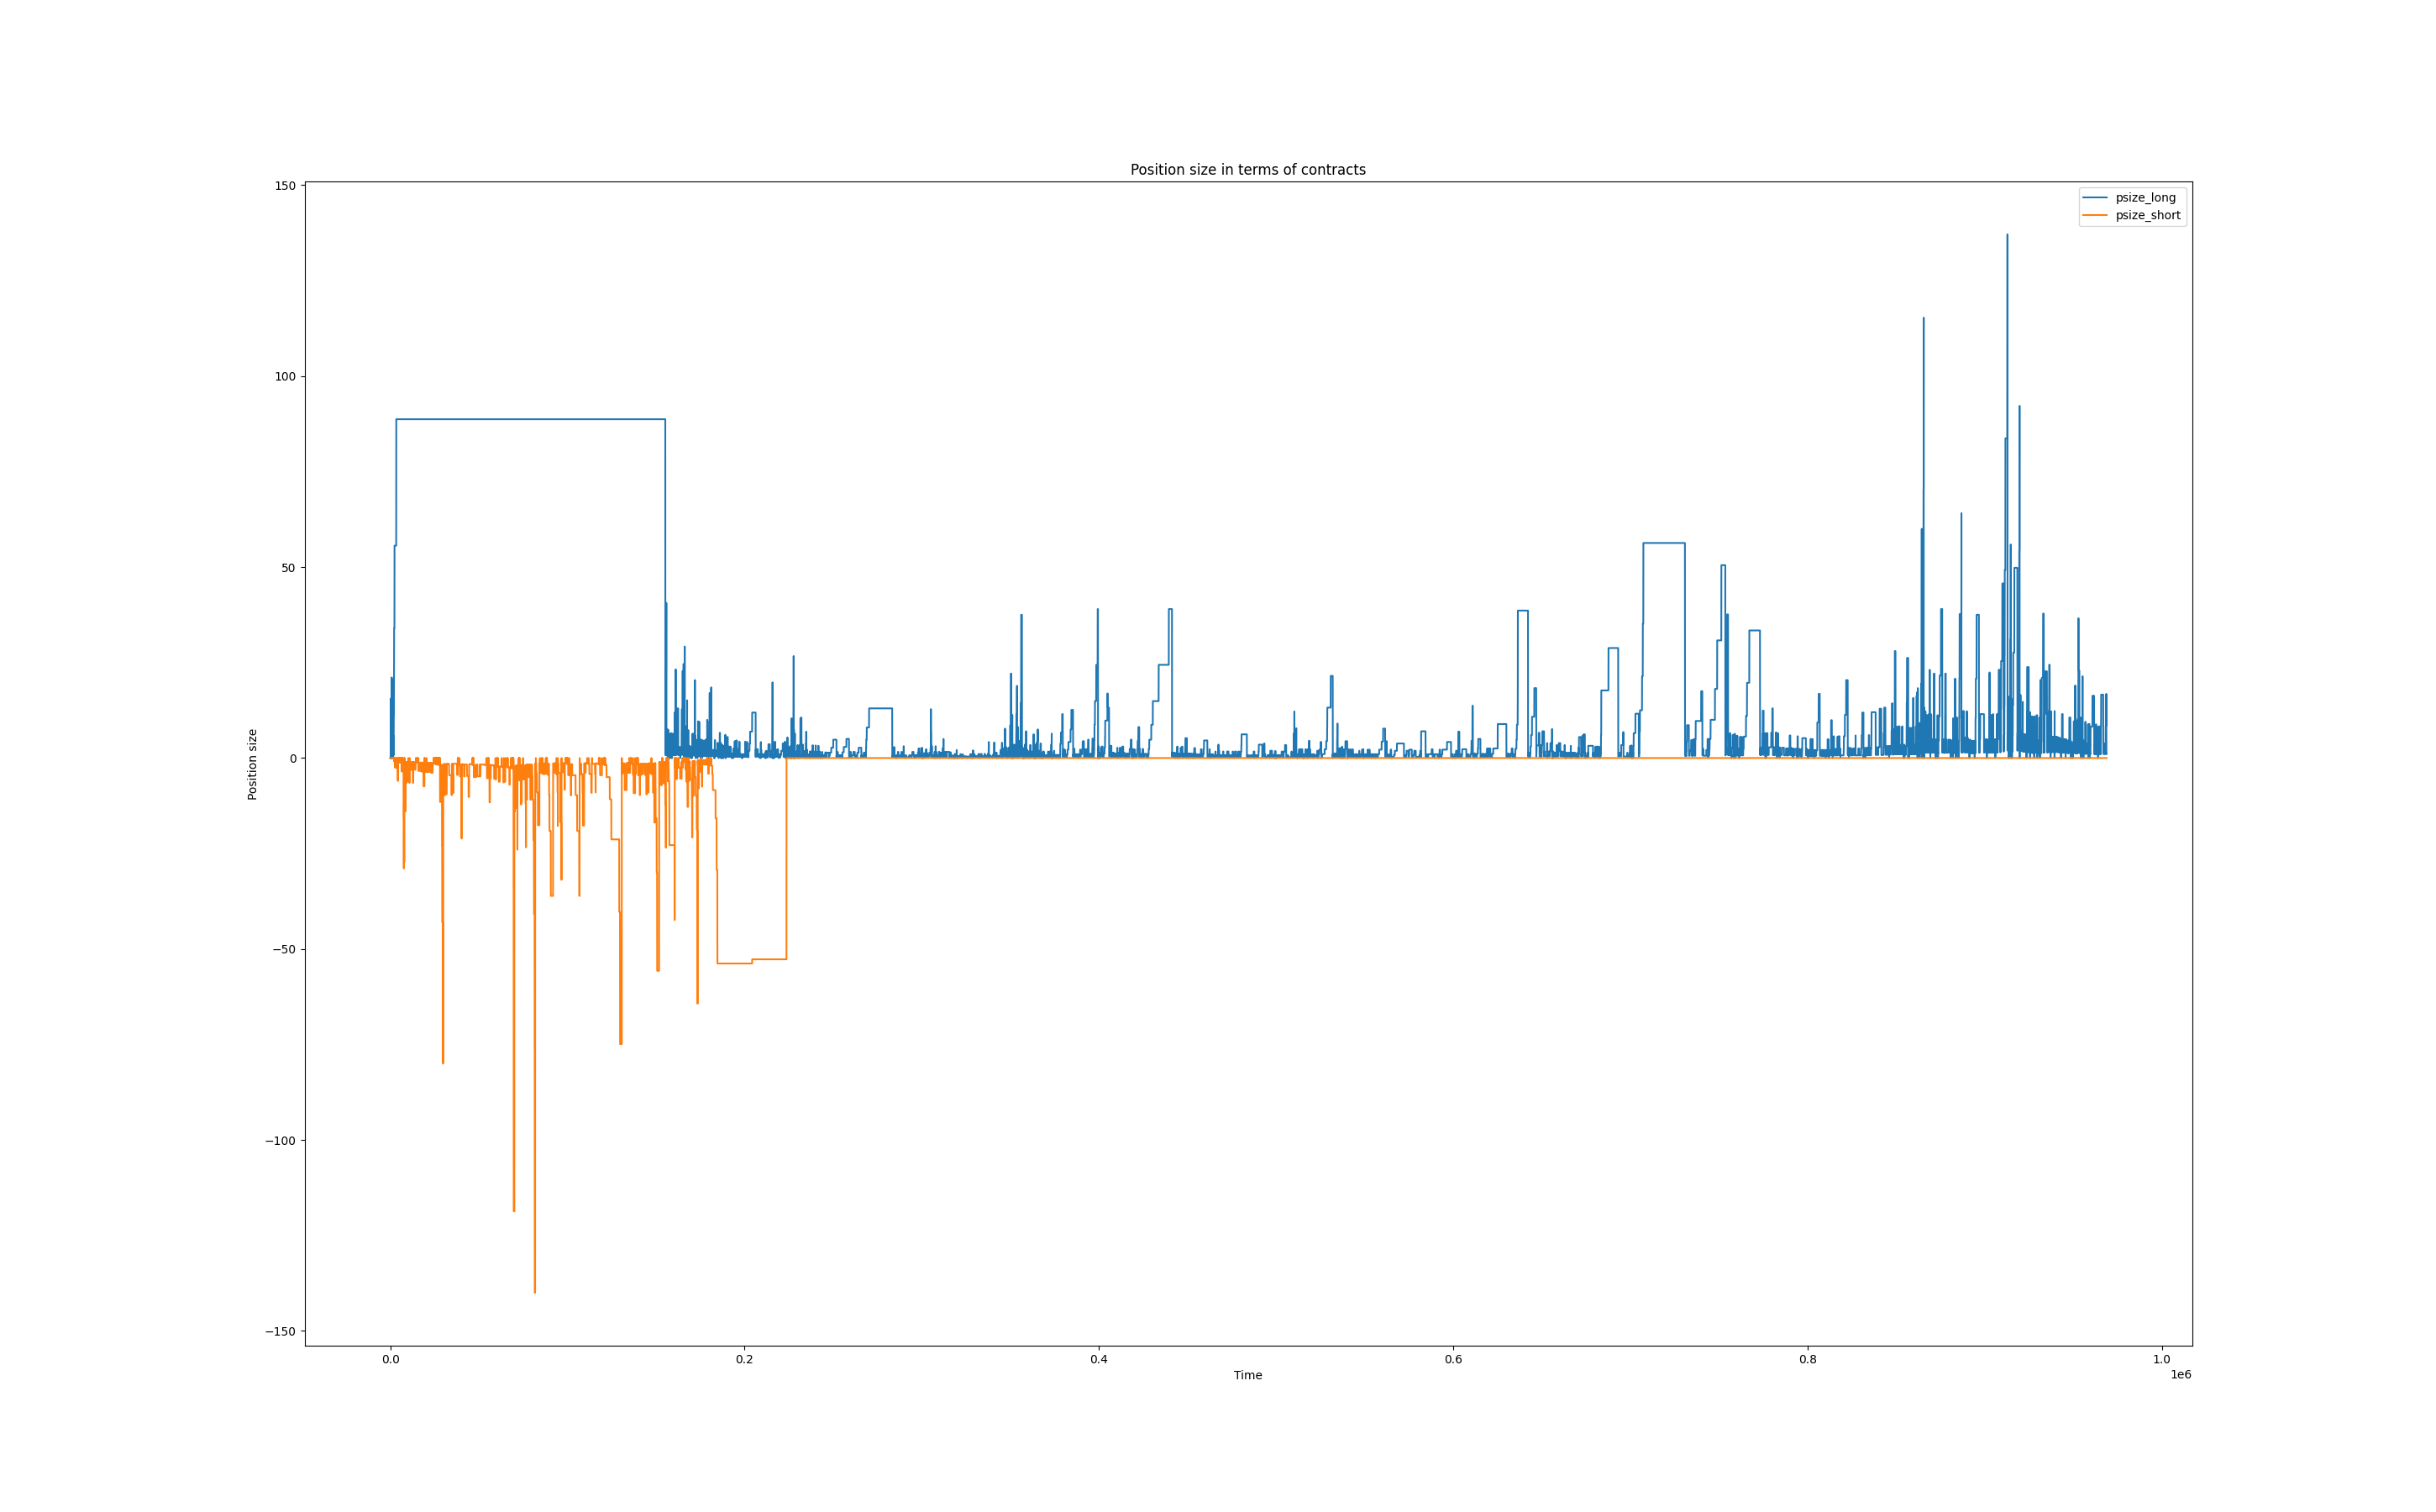 Position size in terms of contracts
psize_long
psize_short
150
100
50
0
−50
−100
−150
Position size
0.0
0.2
0.4
0.6
0.8
1.0
1e6
Time